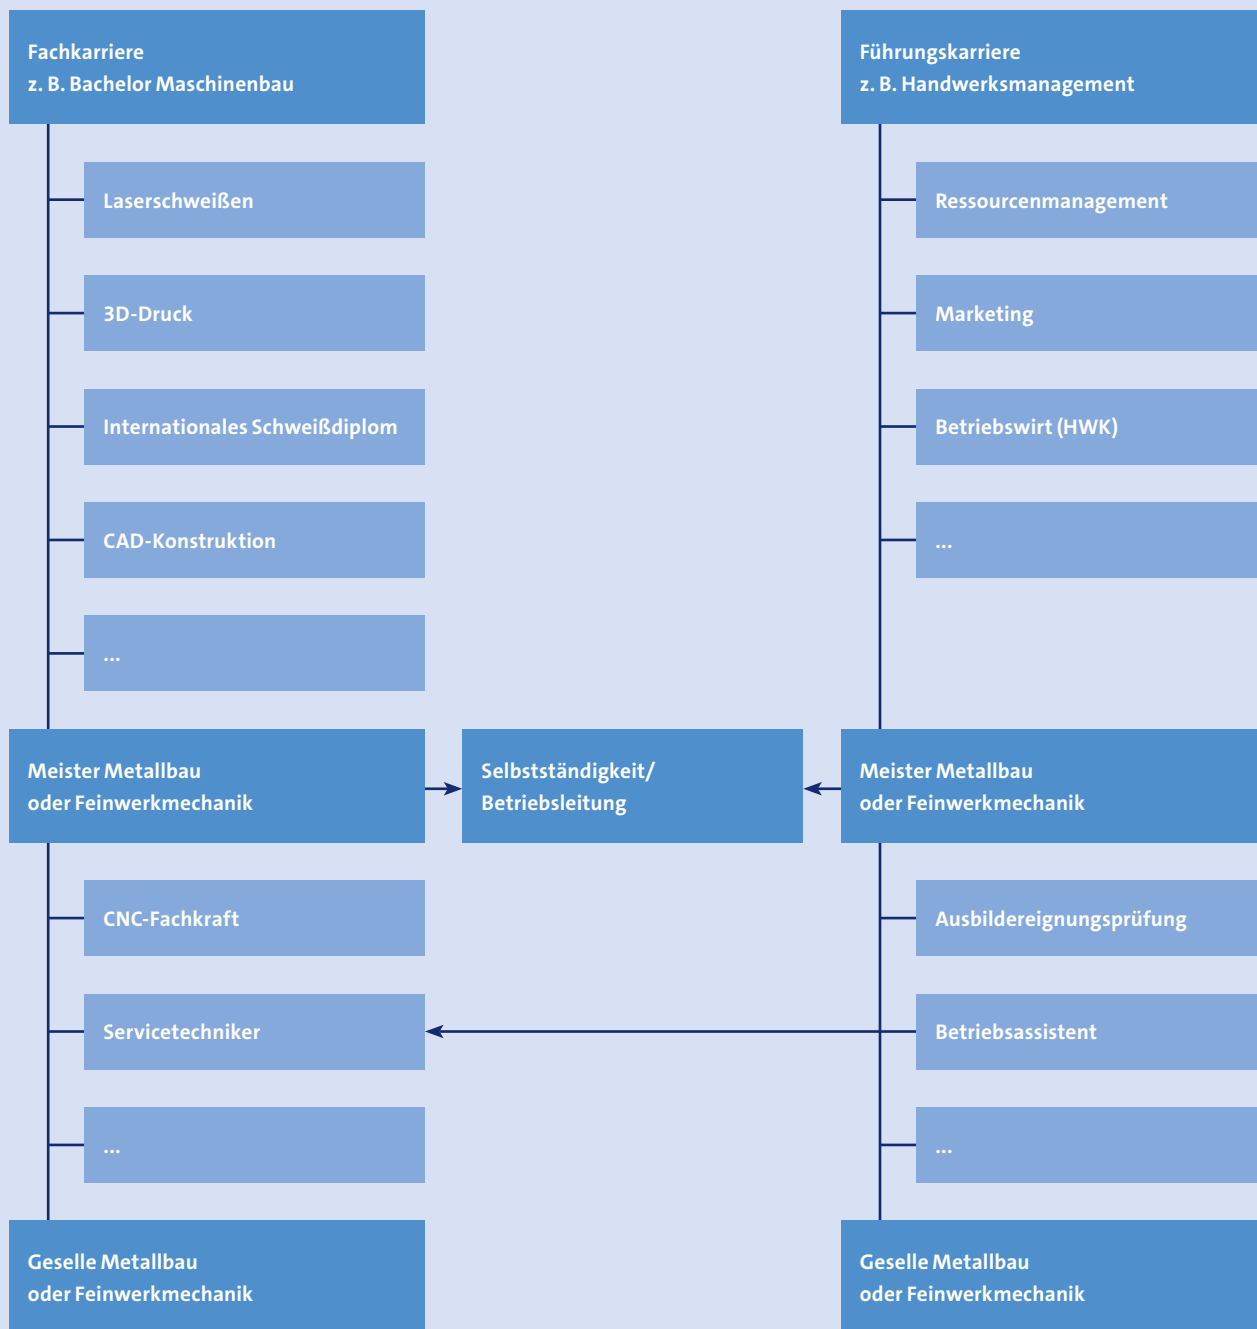 Fachkarriere
z. B. Bachelor Maschinenbau
Laserschweißen
3D-Druck
Internationales Schweißdiplom
CAD-Konstruktion
...
Meister Metallbau
oder Feinwerkmechanik
CNC-Fachkraft
Servicetechniker
...
Geselle Metallbau
oder Feinwerkmechanik
Selbstständigkeit/
Betriebsleitung
Führungskarriere
z. B. Handwerksmanagement
Ressourcenmanagement
Marketing
Betriebswirt (HWK)
...
Meister Metallbau
oder Feinwerkmechanik
Ausbildereignungsprüfung
Betriebsassistent
...
Geselle Metallbau
oder Feinwerkmechanik